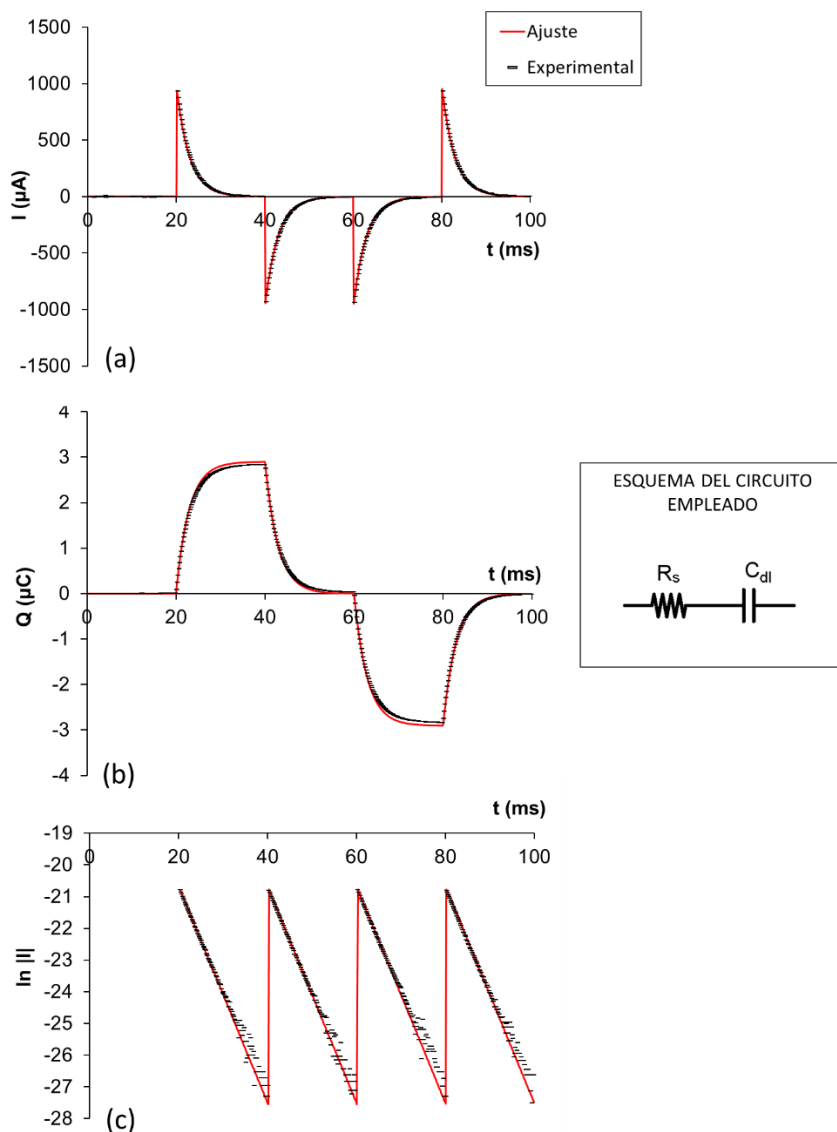 1500
1000
500
0
-500
-1000
-1500
I (µA)
0
20
40
60
80
100
t (ms)
Ajuste
Experimental
(a)
4
3
2
1
0
-1
-2
-3
-4
Q (µC)
0
20
40
60
80
100
t (ms)
(b)
ESQUEMA DEL CIRCUITO
EMPLEADO
Rs
Cdl
t (ms)
-19
-20
-21
-22
-23
-24
-25
-26
-27
-28
ln |I|
0
20
40
60
80
100
(c)